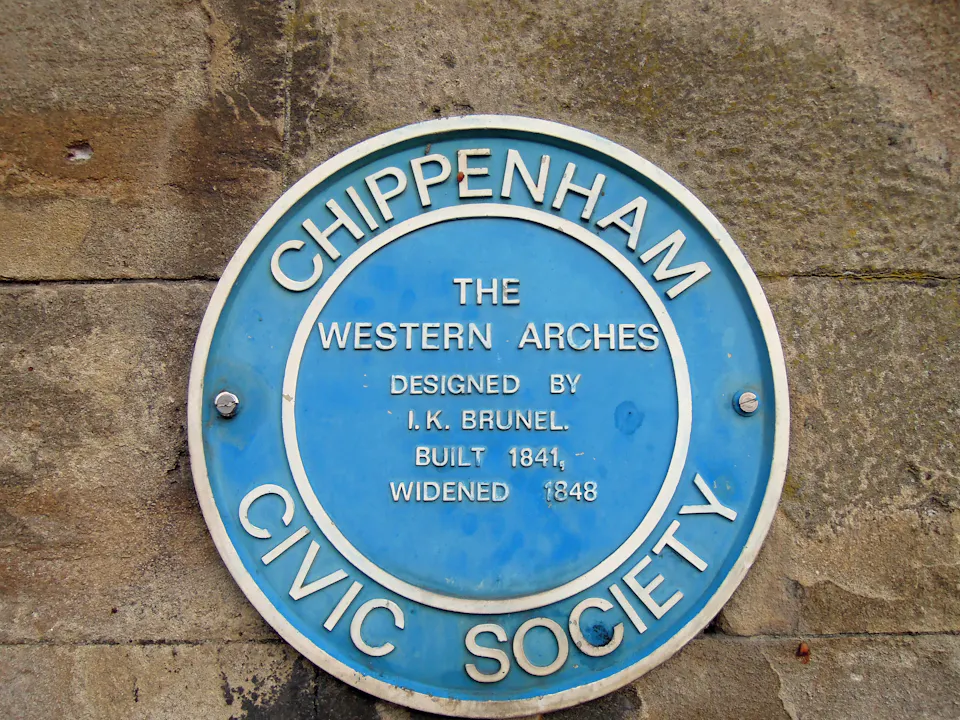 CHIPPENHAM
THE
WESTERN ARCHES
DESIGNED BY
I.K. BRUNEL.
BUILT 1841,
WIDENED 1848
CIVIC SOCIETY